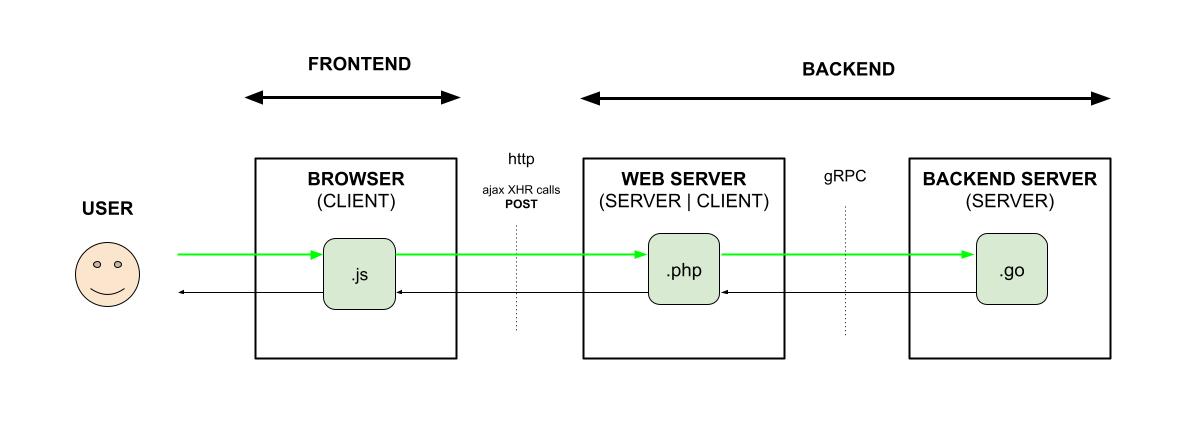 FRONTEND
BACKEND
http
ajax XHR calls
POST
gRPC
USER
BROWSER
(CLIENT)
.js
WEB SERVER
(SERVER | CLIENT)
.php
BACKEND SERVER
(SERVER)
.go